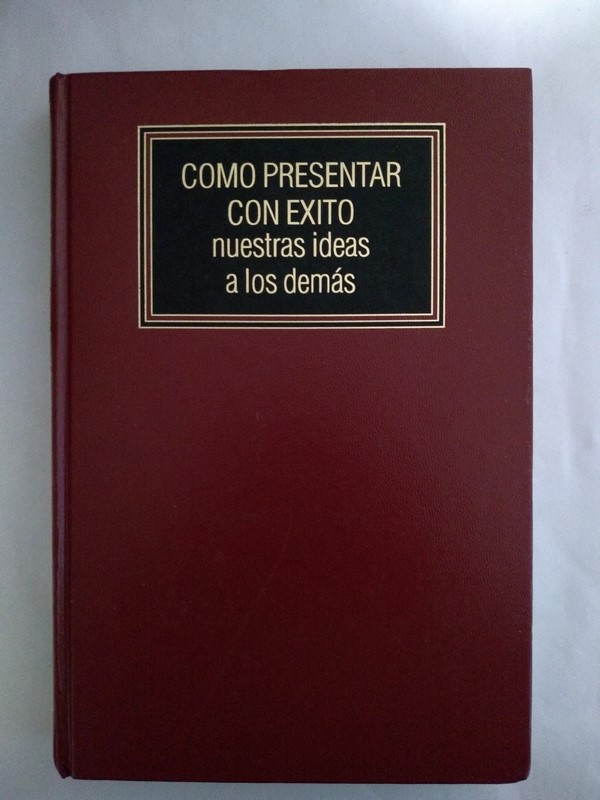 COMO PRESENTAR
CON EXITO
nuestras ideas
a los demás